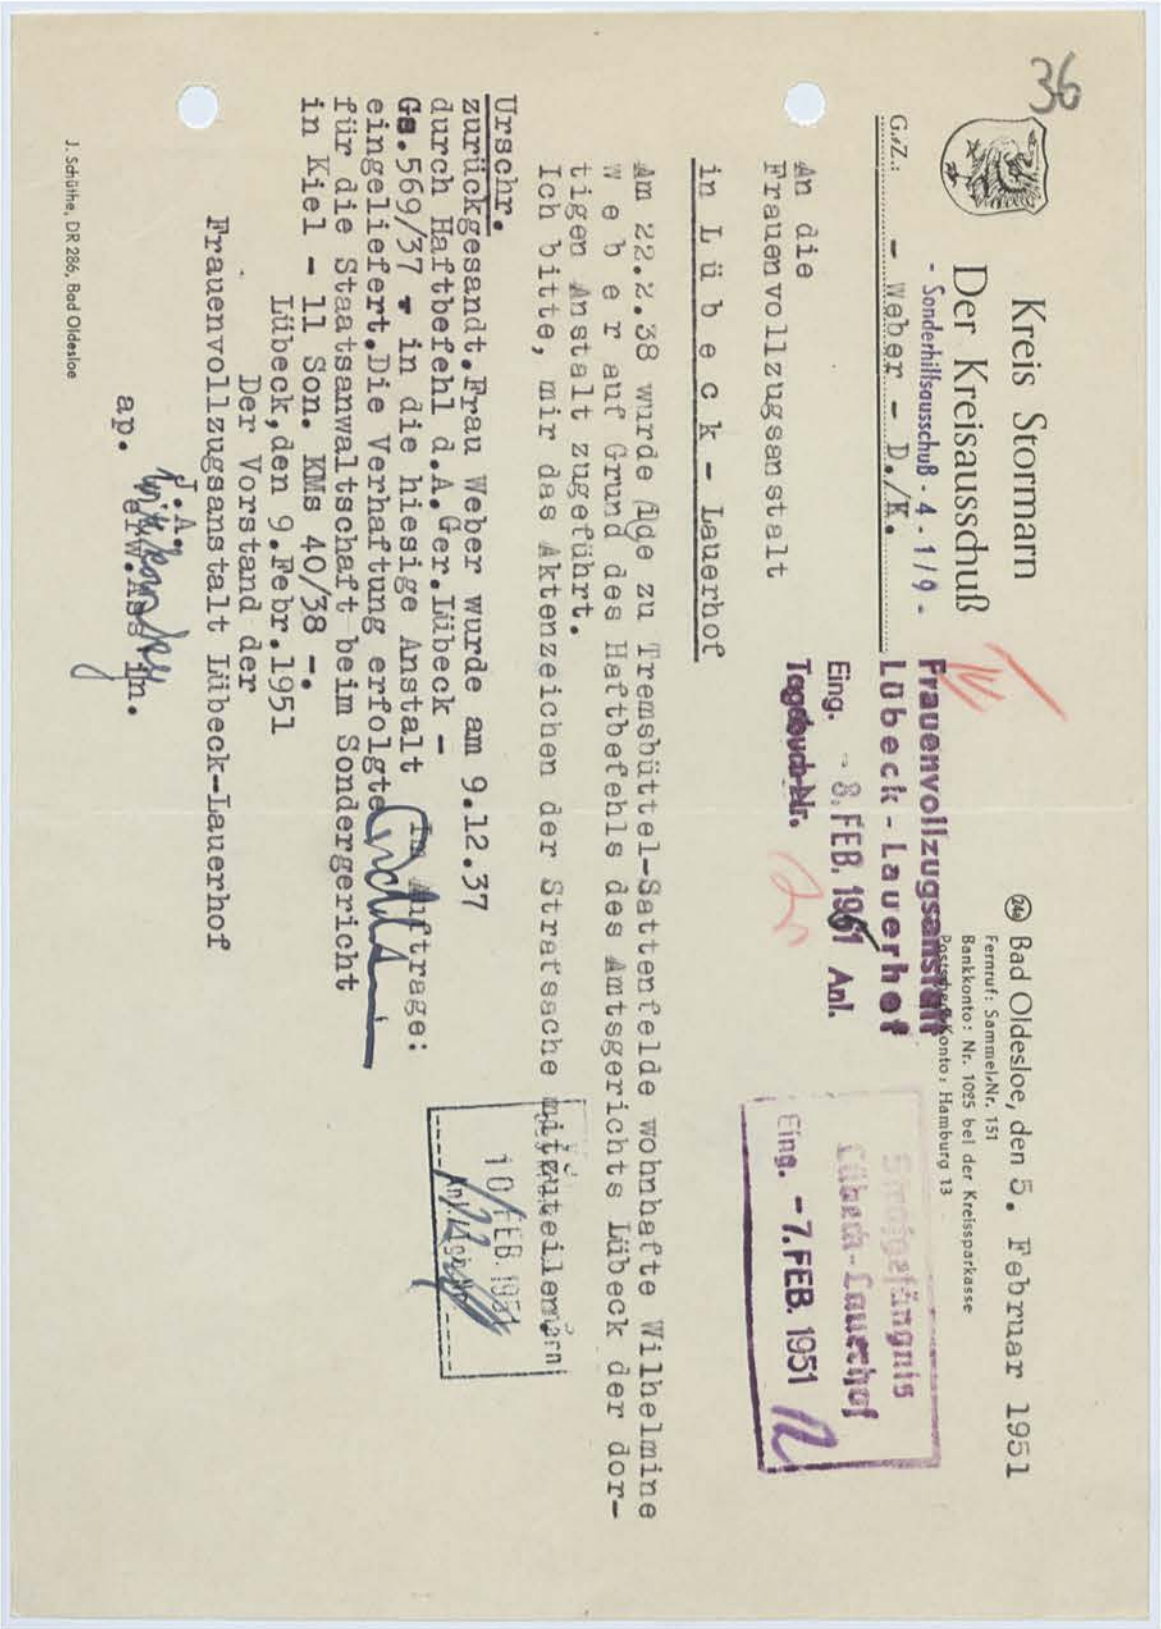 36
Kreis Stormarn
Der Kreisausschuß
- Sonderhilfsausschuß - 4 - 1/9 -
G.Z.: - Weber - D./K.
(24a) Bad Oldesloe, den 5. Februar 1951
Fernruf: Sammel-Nr. 151
Bankkonto: Nr. 1025 bei der Kreissparkasse
Postscheck-Konto: Hamburg 13
Frauenvollzugsanstalt
Lübeck - Lauerhof
Eing. - 8. FEB. 1951 Anl.
Tagebuch-Nr.
Strafgefängnis
Lübeck-Lauerhof
Eing. - 7. FEB. 1951
An die
Frauenvollzugsanstalt
in L ü b e c k - Lauerhof
Am 22.2.38 wurde die zu Tremsbüttel-Sattenfelde wohnhafte Wilhelmine
W e b e r auf Grund des Haftbefehls des Amtsgerichts Lübeck der dor-
tigen Anstalt zugeführt.
Ich bitte, mir das Aktenzeichen der Strafsache mitzuteilen.
Im Auftrage:
10. FEB. 1951
Urschr.
zurückgesandt.Frau Weber wurde am 9.12.37
durch Haftbefehl d.A.Ger.Lübeck -
Gs.569/37 - in die hiesige Anstalt
eingeliefert.Die Verhaftung erfolgte
für die Staatsanwaltschaft beim Sondergericht
in Kiel - 11 Son. KMs 40/38 -.
Lübeck,den 9.Febr.1951
Der Vorstand der
Frauenvollzugsanstalt Lübeck-Lauerhof
J.A.
ap.
J. Schüthe, DR 286, Bad Oldesloe